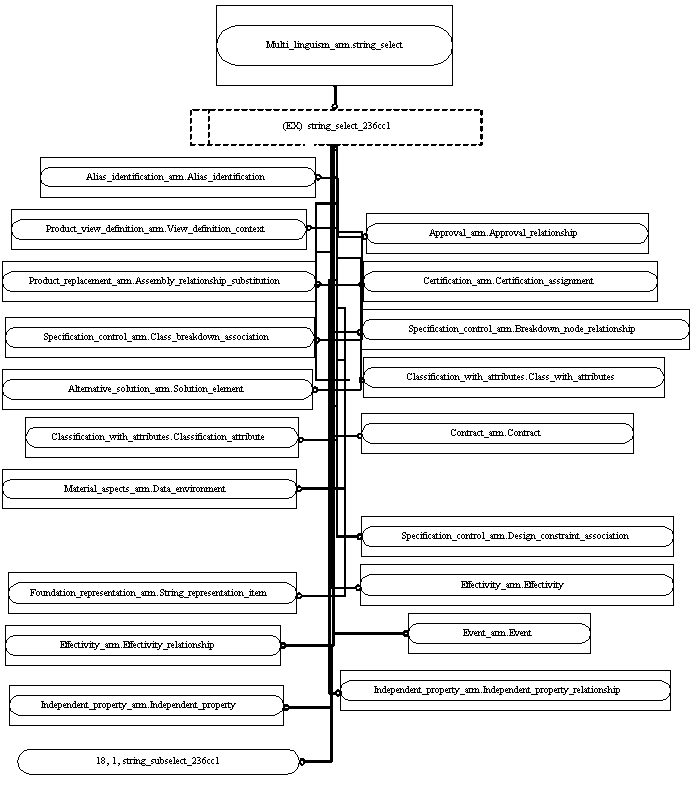 Multi_linguism_arm.string_select
(EX) string_select_236cc1
Alias_identification_arm.Alias_identification
Product_view_definition_arm.View_definition_context
Approval_arm.Approval_relationship
Product_replacement_arm.Assembly_relationship_substitution
Certification_arm.Certification_assignment
Specification_control_arm.Class_breakdown_association
Specification_control_arm.Breakdown_node_relationship
Alternative_solution_arm.Solution_element
Classification_with_attributes.Class_with_attributes
Classification_with_attributes.Classification_attribute
Contract_arm.Contract
Material_aspects_arm.Data_environment
Specification_control_arm.Design_constraint_association
Foundation_representation_arm.String_representation_item
Effectivity_arm.Effectivity
Effectivity_arm.Effectivity_relationship
Event_arm.Event
Independent_property_arm.Independent_property
Independent_property_arm.Independent_property_relationship
18, 1, string_subselect_236cc1